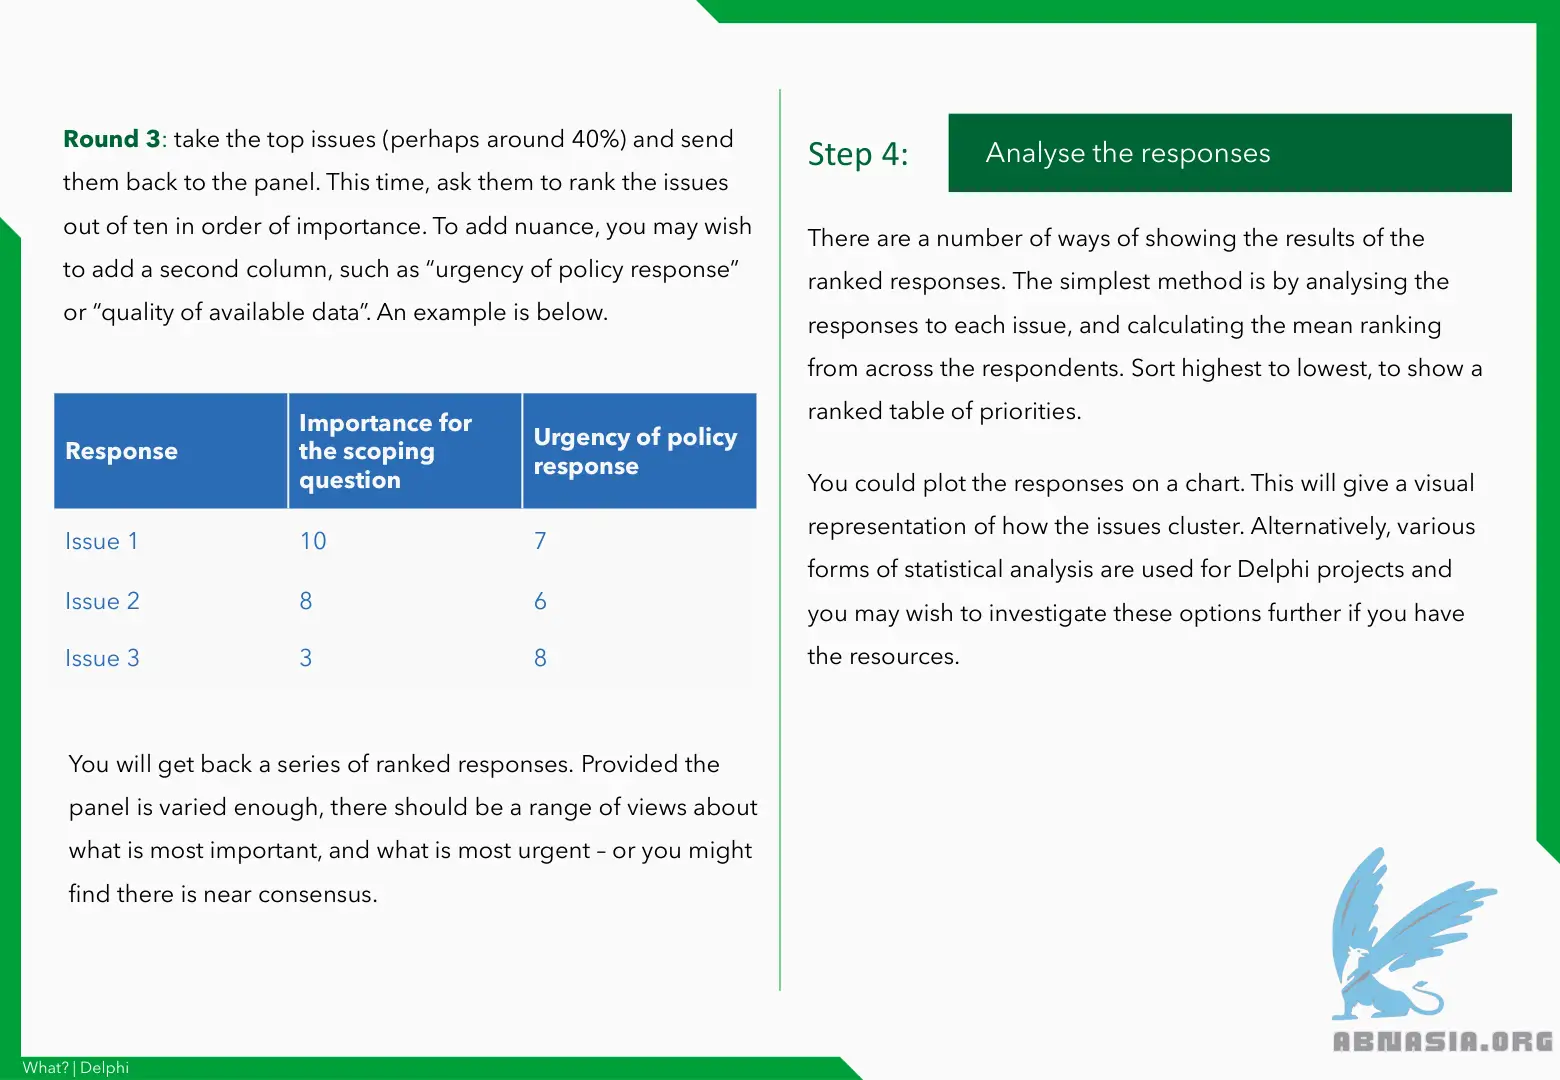 Round 3: take the top issues (perhaps around 40%) and send
them back to the panel. This time, ask them to rank the issues
out of ten in order of importance. To add nuance, you may wish
to add a second column, such as “urgency of policy response”
or “quality of available data”. An example is below.
Response
Importance for
the scoping
question
Urgency of policy
response
Issue 1 10 7
Issue 2 8 6
Issue 3 3 8
You will get back a series of ranked responses. Provided the
panel is varied enough, there should be a range of views about
what is most important, and what is most urgent – or you might
find there is near consensus.
Step 4: Analyse the responses
There are a number of ways of showing the results of the
ranked responses. The simplest method is by analysing the
responses to each issue, and calculating the mean ranking
from across the respondents. Sort highest to lowest, to show a
ranked table of priorities.
You could plot the responses on a chart. This will give a visual
representation of how the issues cluster. Alternatively, various
forms of statistical analysis are used for Delphi projects and
you may wish to investigate these options further if you have
the resources.
ABNASIA.ORG
What? | Delphi